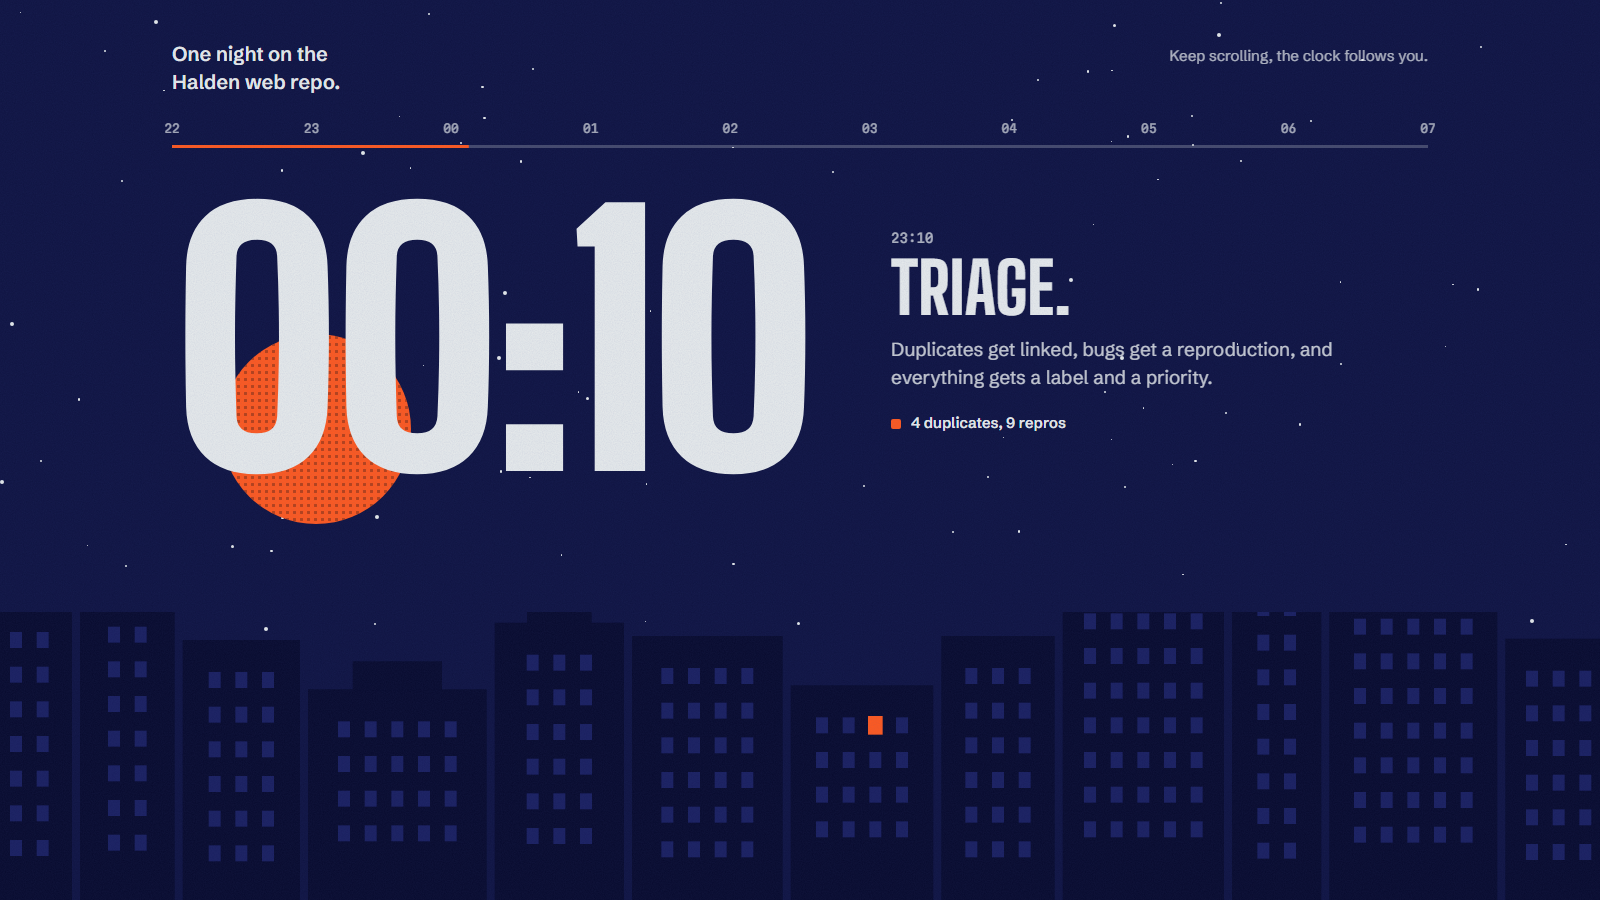 One night on the
Halden web repo.
Keep scrolling, the clock follows you.
22 23 00 01 02 03 04 05 06 07
00:10
23:10
TRIAGE.
Duplicates get linked, bugs get a reproduction, and
everything gets a label and a priority.
4 duplicates, 9 repros